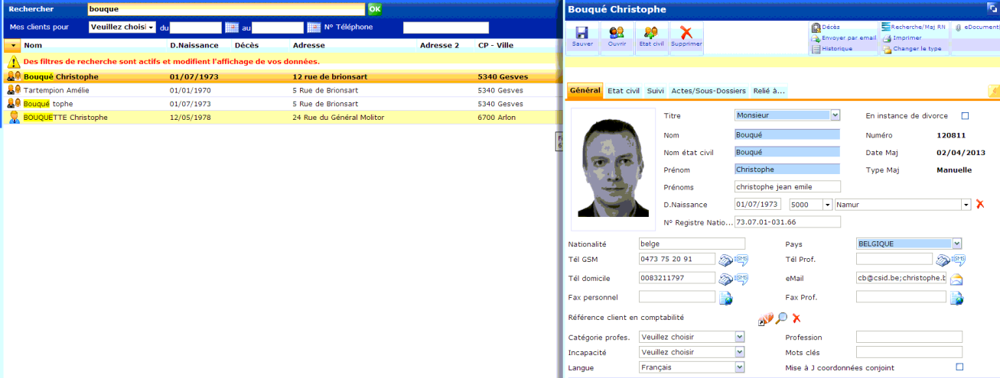 Rechercher bouque OK
Mes clients pour Veuillez choisi du au N° Téléphone
Nom D.Naissance Décès Adresse Adresse 2 CP - Ville
Des filtres de recherche sont actifs et modifient l'affichage de vos données.
Bouqué Christophe 01/07/1973 12 rue de brionsart 5340 Gesves
Tartempion Amélie 01/01/1970 5 Rue de Brionsart 5340 Gesves
Bouqué tophe 01/07/1973 5 Rue de Brionsart 5340 Gesves
BOUQUETTE Christophe 12/05/1978 24 Rue du Général Molitor 6700 Arlon
Bouqué Christophe
Sauver Ouvrir Etat civil Supprimer
Décès Recherche/Maj RN eDocument
Envoyer par email Imprimer
Historique Changer le type
Général Etat civil Suivi Actes/Sous-Dossiers Relié à...
Titre Monsieur En instance de divorce
Nom Bouqué Numéro 120811
Nom état civil Bouqué Date Maj 02/04/2013
Prénom Christophe Type Maj Manuelle
Prénoms christophe jean emile
D.Naissance 01/07/1973 5000 Namur
N° Registre Natio... 73.07.01-031.66
Nationalité belge Pays BELGIQUE
Tél GSM 0473 75 20 91 SMS Tél Prof. SMS
Tél domicile 0083211797 SMS eMail cb@csid.be;christophe.b
Fax personnel Fax Prof.
Référence client en comptabilité
Catégorie profes. Veuillez choisir Profession
Incapacité Veuillez choisir Mots clés
Langue Français Mise à J coordonnées conjoint